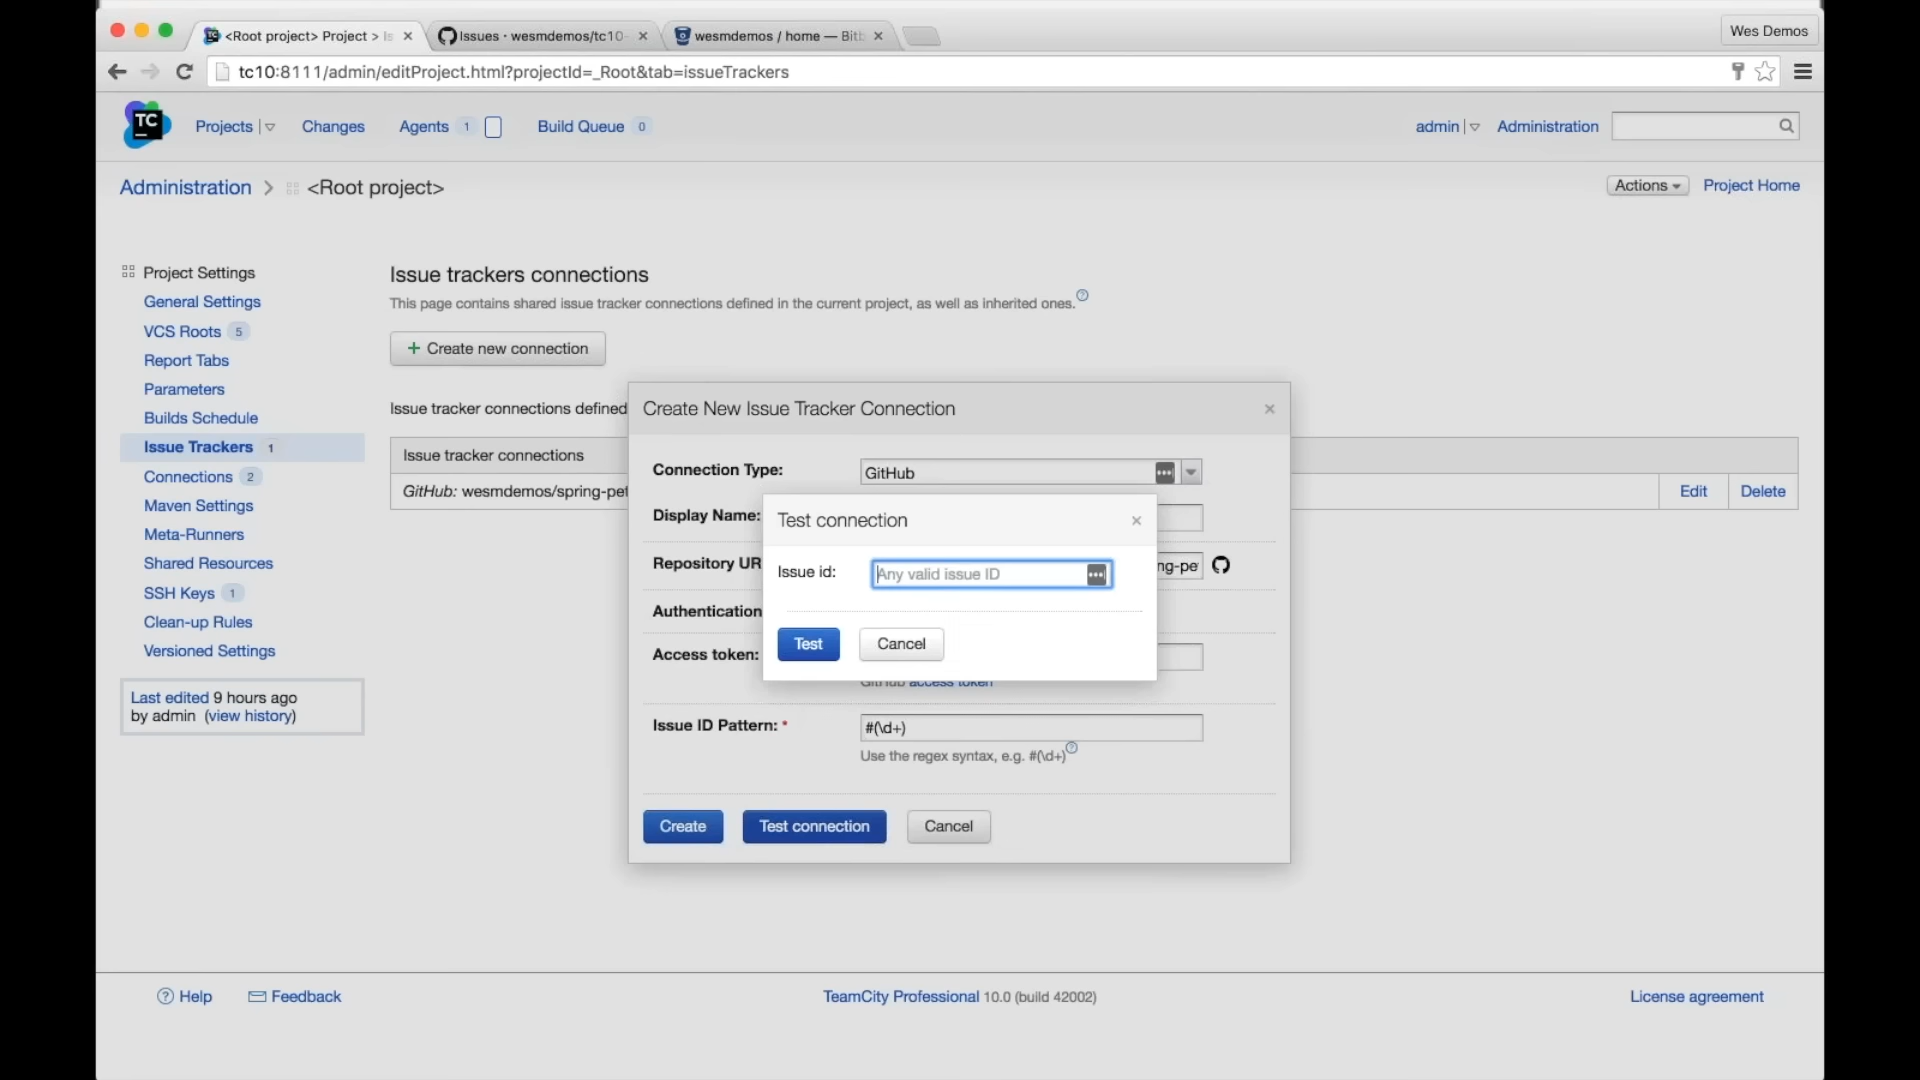 <Root project> Project > Is
Issues · wesmdemos/tc10-
wesmdemos / home — Bitb
Wes Demos
tc10:8111/admin/editProject.html?projectId=_Root&tab=issueTrackers
TC
Projects
Changes
Agents 1
Build Queue 0
admin
Administration
Administration > <Root project>
Actions
Project Home
Project Settings
General Settings
VCS Roots 5
Report Tabs
Parameters
Builds Schedule
Issue Trackers 1
Connections 2
Maven Settings
Meta-Runners
Shared Resources
SSH Keys 1
Clean-up Rules
Versioned Settings
Last edited 9 hours ago
by admin (view history)
Issue trackers connections
This page contains shared issue tracker connections defined in the current project, as well as inherited ones.
+ Create new connection
Issue tracker connections defined
Issue tracker connections
GitHub: wesmdemos/spring-pet
Edit
Delete
Create New Issue Tracker Connection
Connection Type:
GitHub
Display Name:
Repository UR
ng-pe
Authentication
Access token:
GitHub access token
Issue ID Pattern: *
#(\d+)
Use the regex syntax, e.g. #(\d+)
Create
Test connection
Cancel
Test connection
Issue id:
Any valid issue ID
Test
Cancel
Help
Feedback
TeamCity Professional 10.0 (build 42002)
License agreement